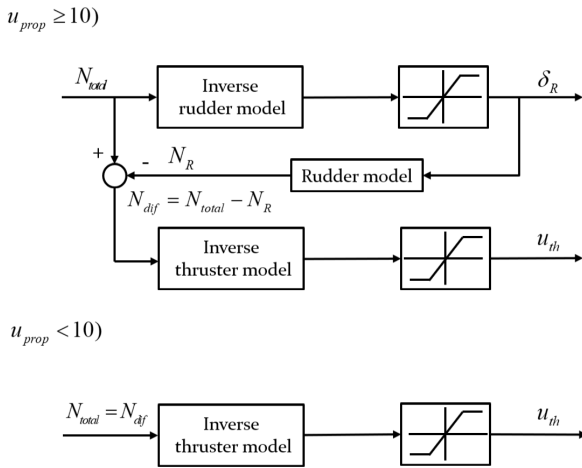 u_prop ≥10)
N_total
Inverse
rudder model
δ_R
+
-
N_R
Rudder model
N_dif = N_total − N_R
Inverse
thruster model
u_th
u_prop <10)
N_total = N_dif
Inverse
thruster model
u_th